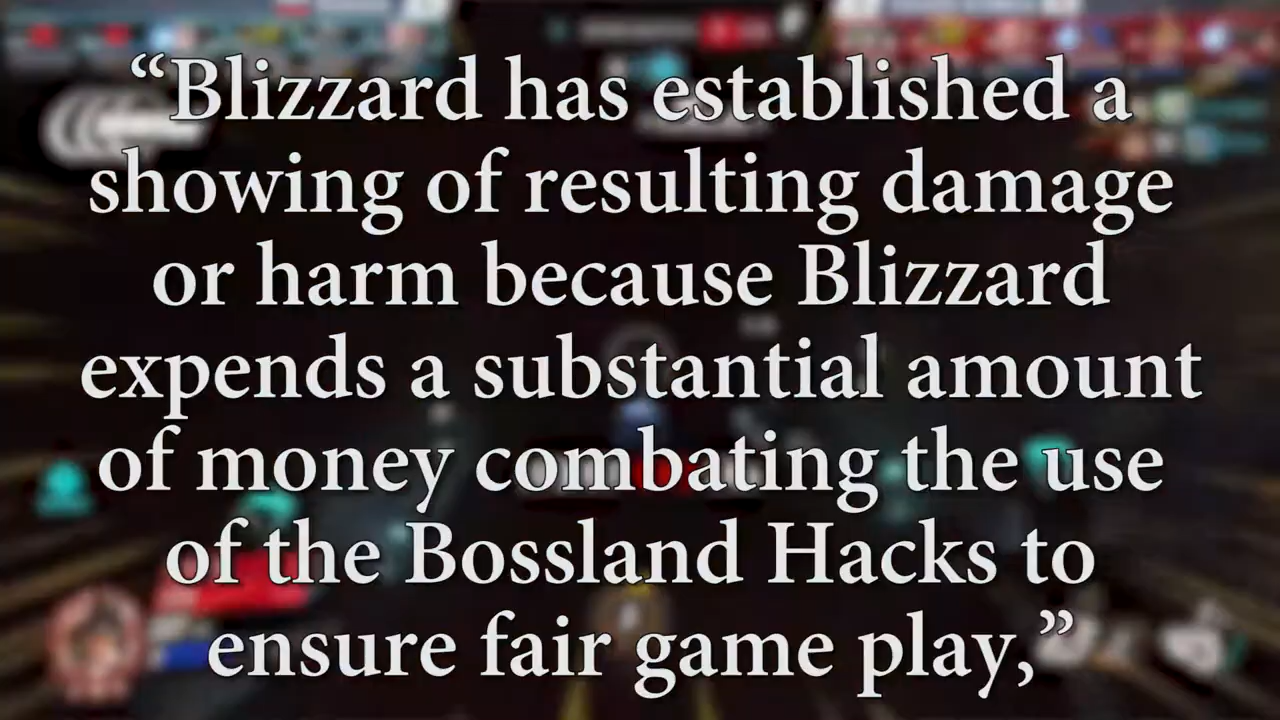 “Blizzard has established a
showing of resulting damage
or harm because Blizzard
expends a substantial amount
of money combating the use
of the Bossland Hacks to
ensure fair game play,”